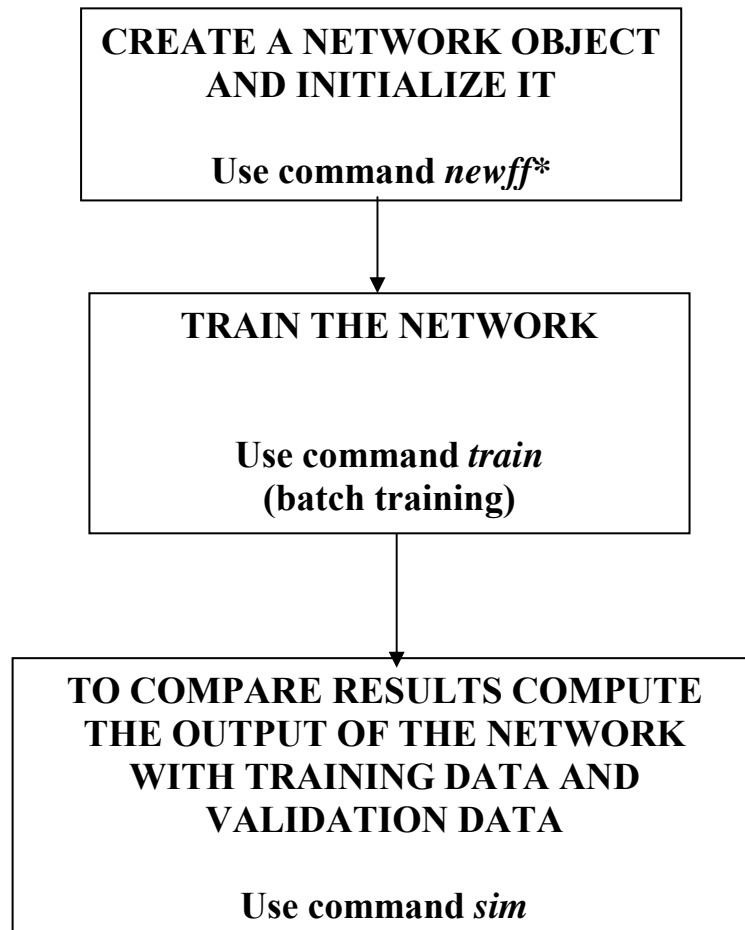 CREATE A NETWORK OBJECT
AND INITIALIZE IT
Use command newff*
TRAIN THE NETWORK
Use command train
(batch training)
TO COMPARE RESULTS COMPUTE
THE OUTPUT OF THE NETWORK
WITH TRAINING DATA AND
VALIDATION DATA
Use command sim